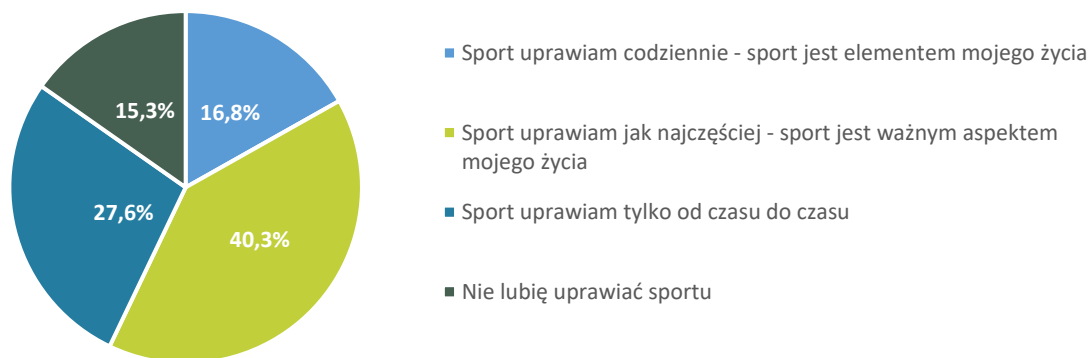 15,3%
16,8%
27,6%
40,3%
Sport uprawiam codziennie - sport jest elementem mojego życia
Sport uprawiam jak najczęściej - sport jest ważnym aspektem
mojego życia
Sport uprawiam tylko od czasu do czasu
Nie lubię uprawiać sportu